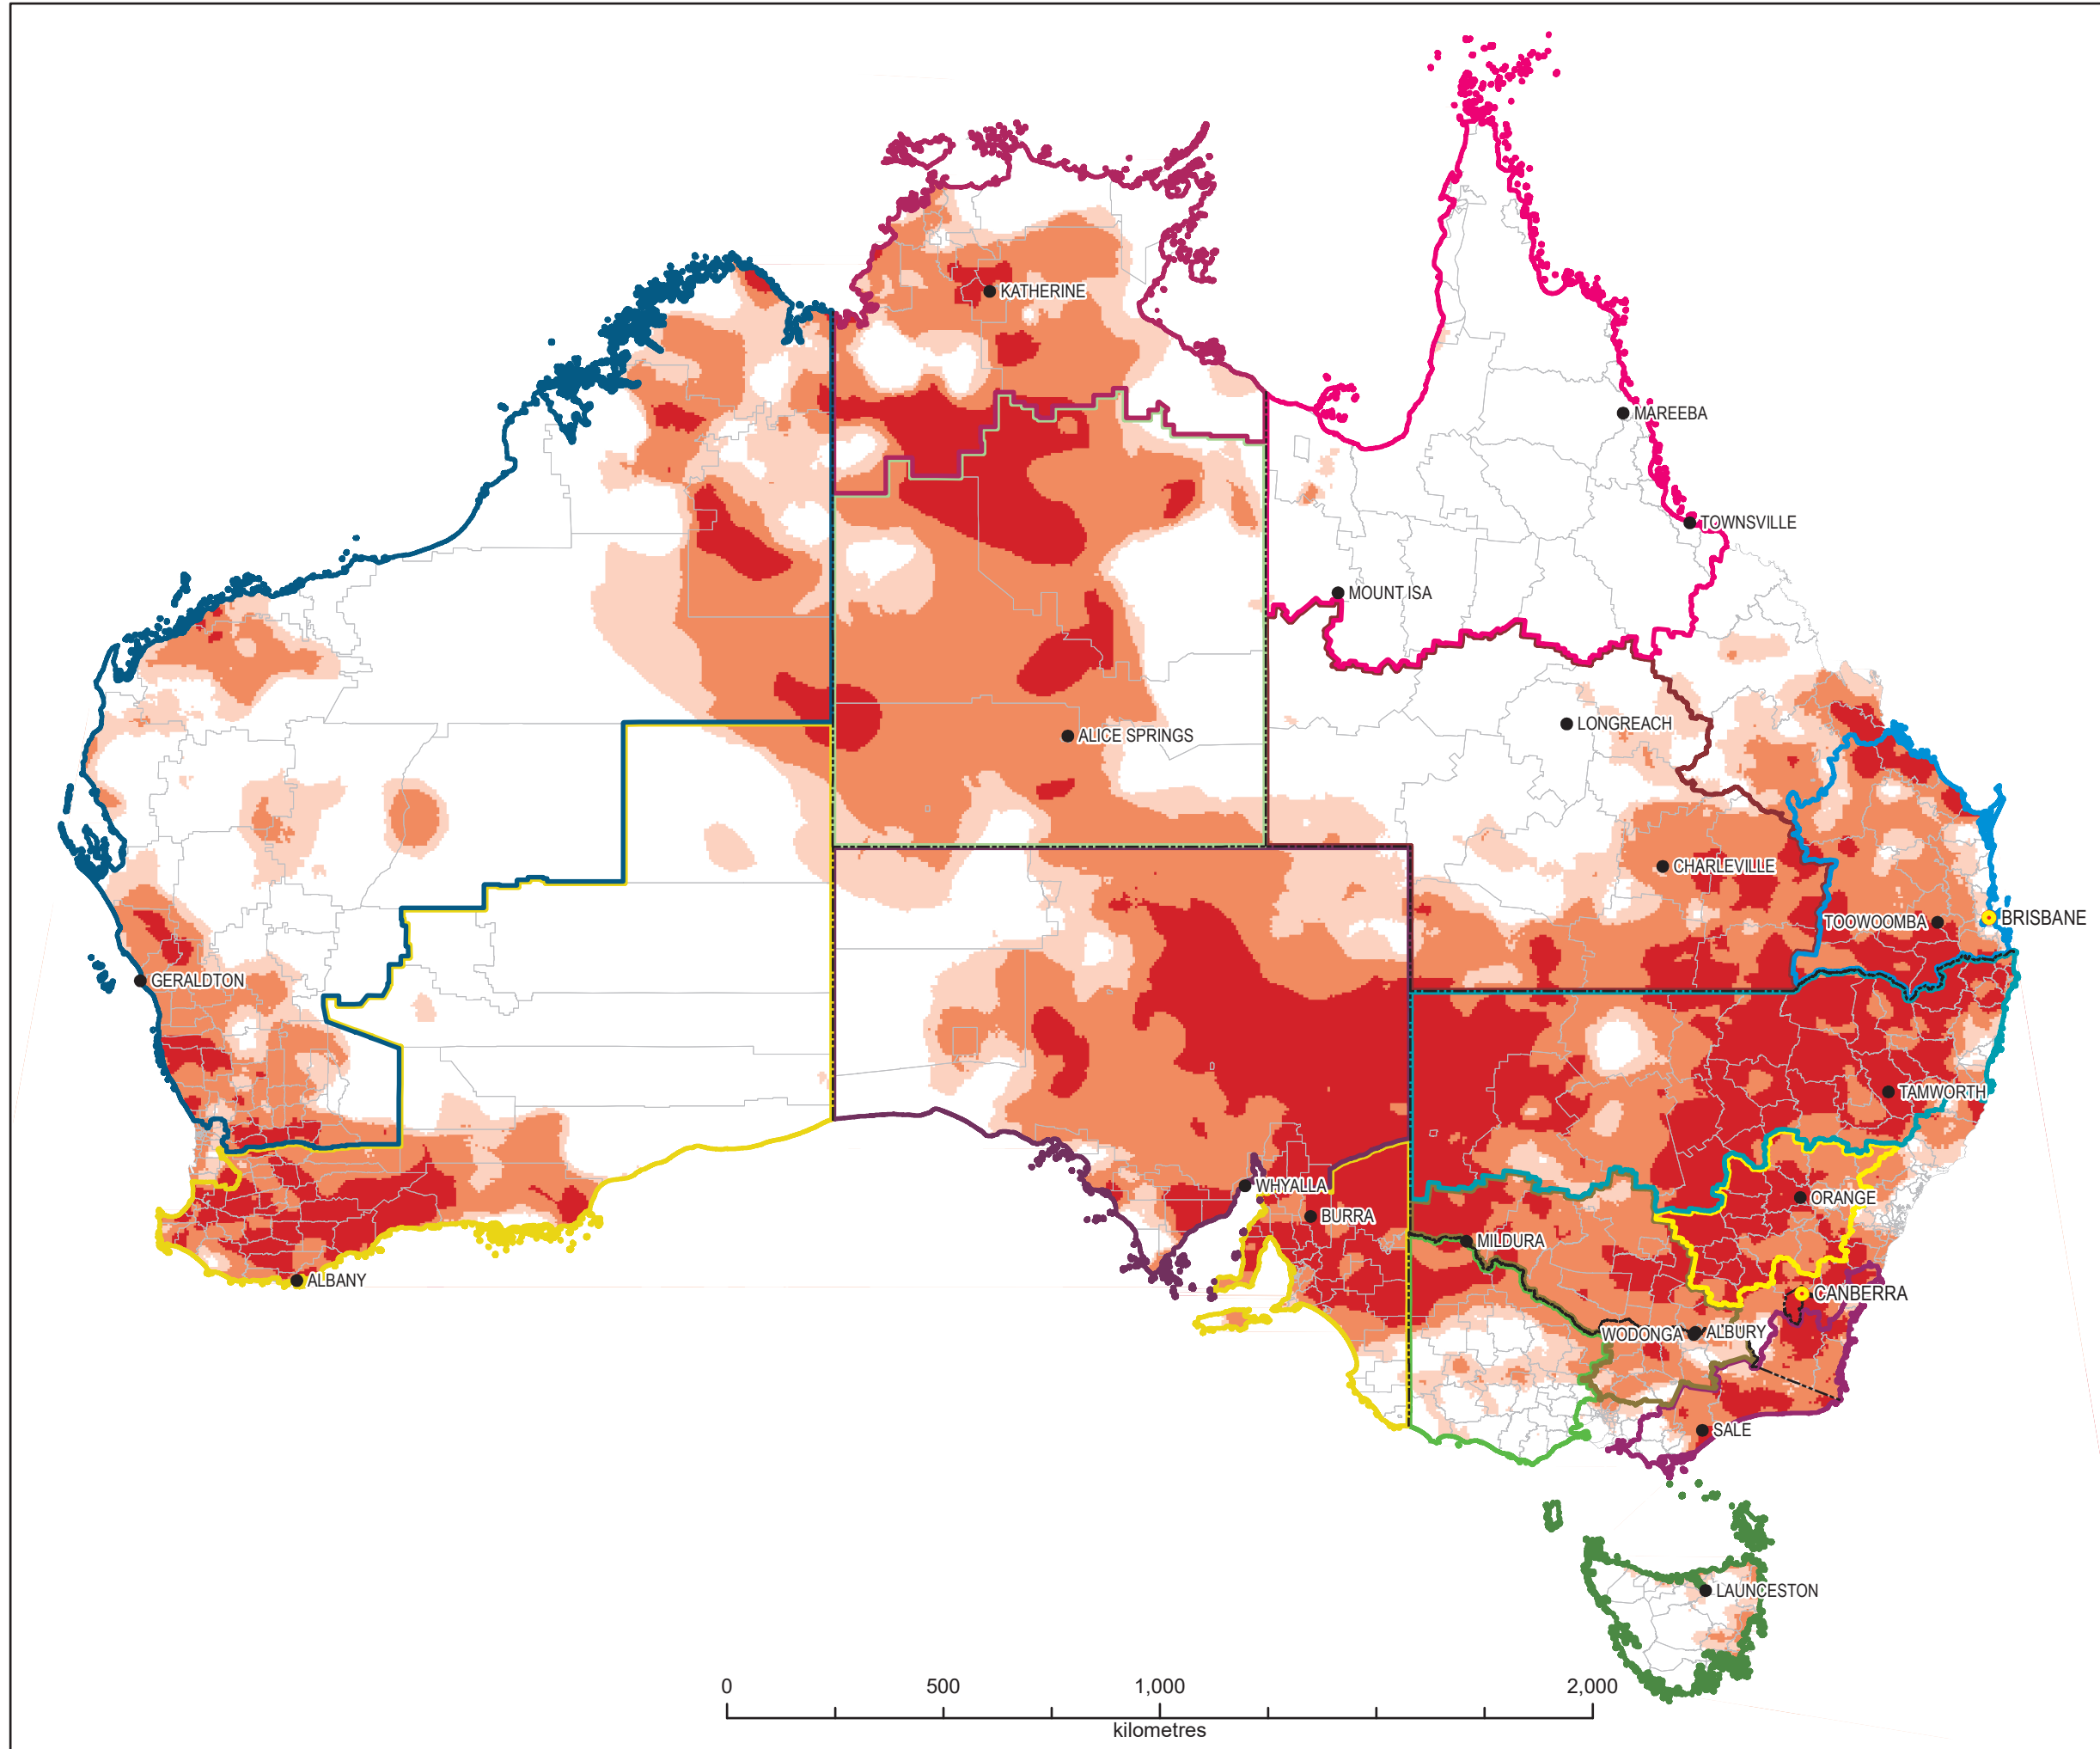 KATHERINE
MAREEBA
TOWNSVILLE
MOUNT ISA
LONGREACH
ALICE SPRINGS
CHARLEVILLE
TOOWOOMBA
BRISBANE
GERALDTON
TAMWORTH
WHYALLA
ORANGE
BURRA
MILDURA
ALBANY
CANBERRA
WODONGA
ALBURY
SALE
LAUNCESTON
0 500 1,000 2,000
kilometres